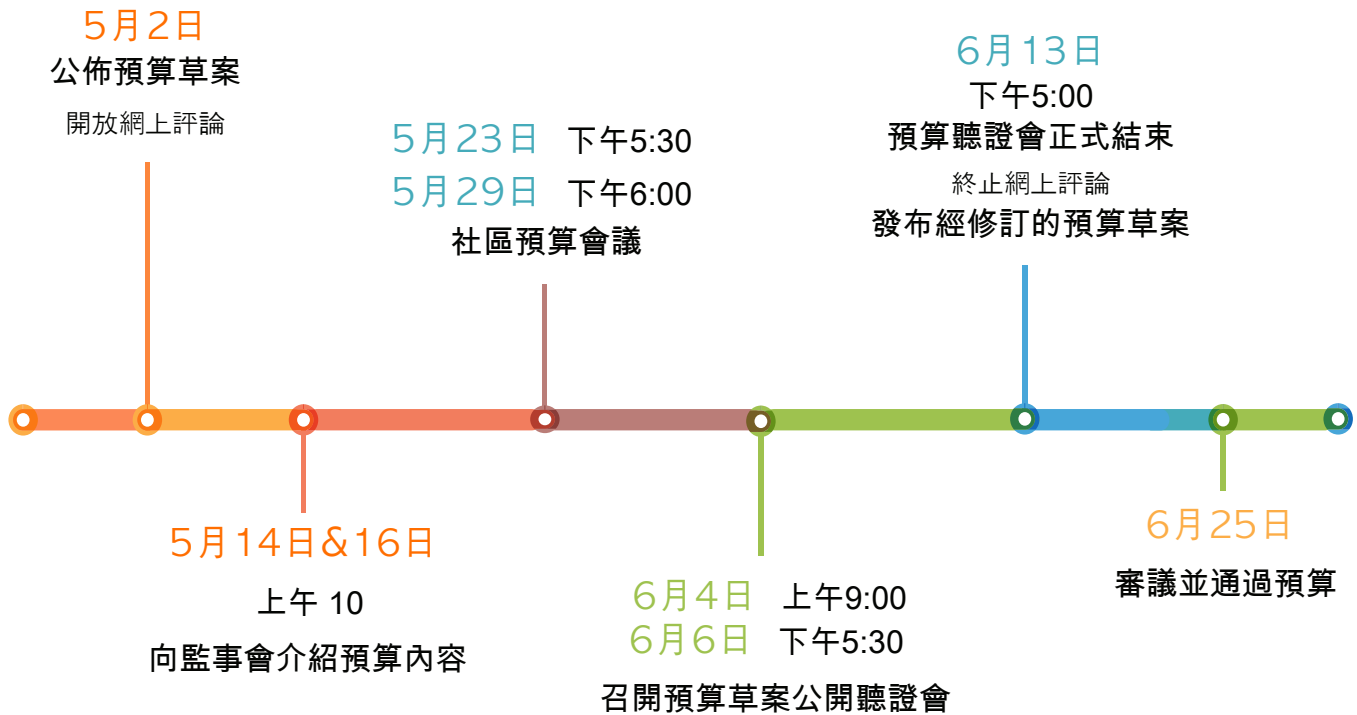 5月2日
公佈預算草案
開放網上評論
5月14日&16日
上午 10
向監事會介紹預算內容
5月23日 下午5:30
5月29日 下午6:00
社區預算會議
6月4日 上午9:00
6月6日 下午5:30
召開預算草案公開聽證會
6月13日
下午5:00
預算聽證會正式結束
終止網上評論
發布經修訂的預算草案
6月25日
審議並通過預算